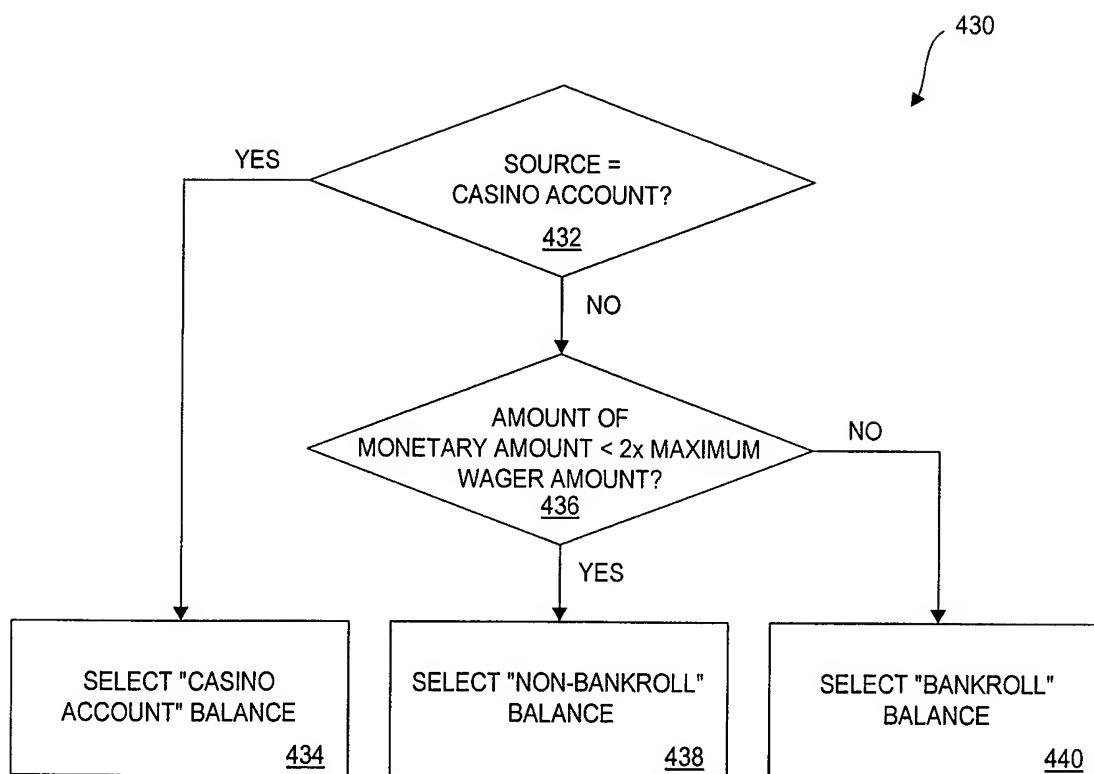 430
YES
SOURCE =
CASINO ACCOUNT?
432
NO
AMOUNT OF
MONETARY AMOUNT < 2x MAXIMUM
WAGER AMOUNT?
436
NO
YES
SELECT "CASINO
ACCOUNT" BALANCE
434
SELECT "NON-BANKROLL"
BALANCE
438
SELECT "BANKROLL"
BALANCE
440